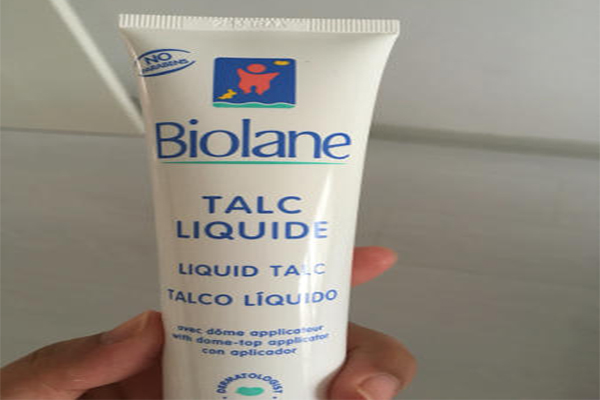 NO
PARABENS
Biolane
TALC
LIQUIDE
LIQUID TALC
TALCO LÍQUIDO
avec dôme applicateur
with dome-top applicator
con aplicador
DERMATOLOGIST